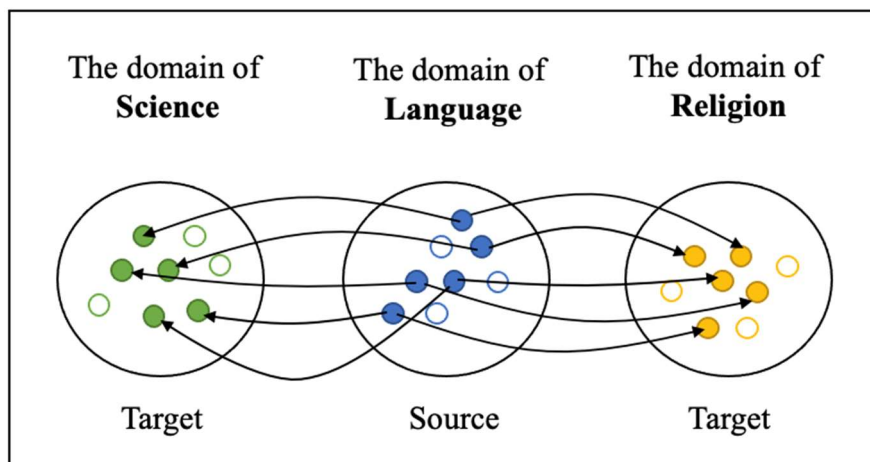 The domain of
Science
The domain of
Language
The domain of
Religion
Target
Source
Target